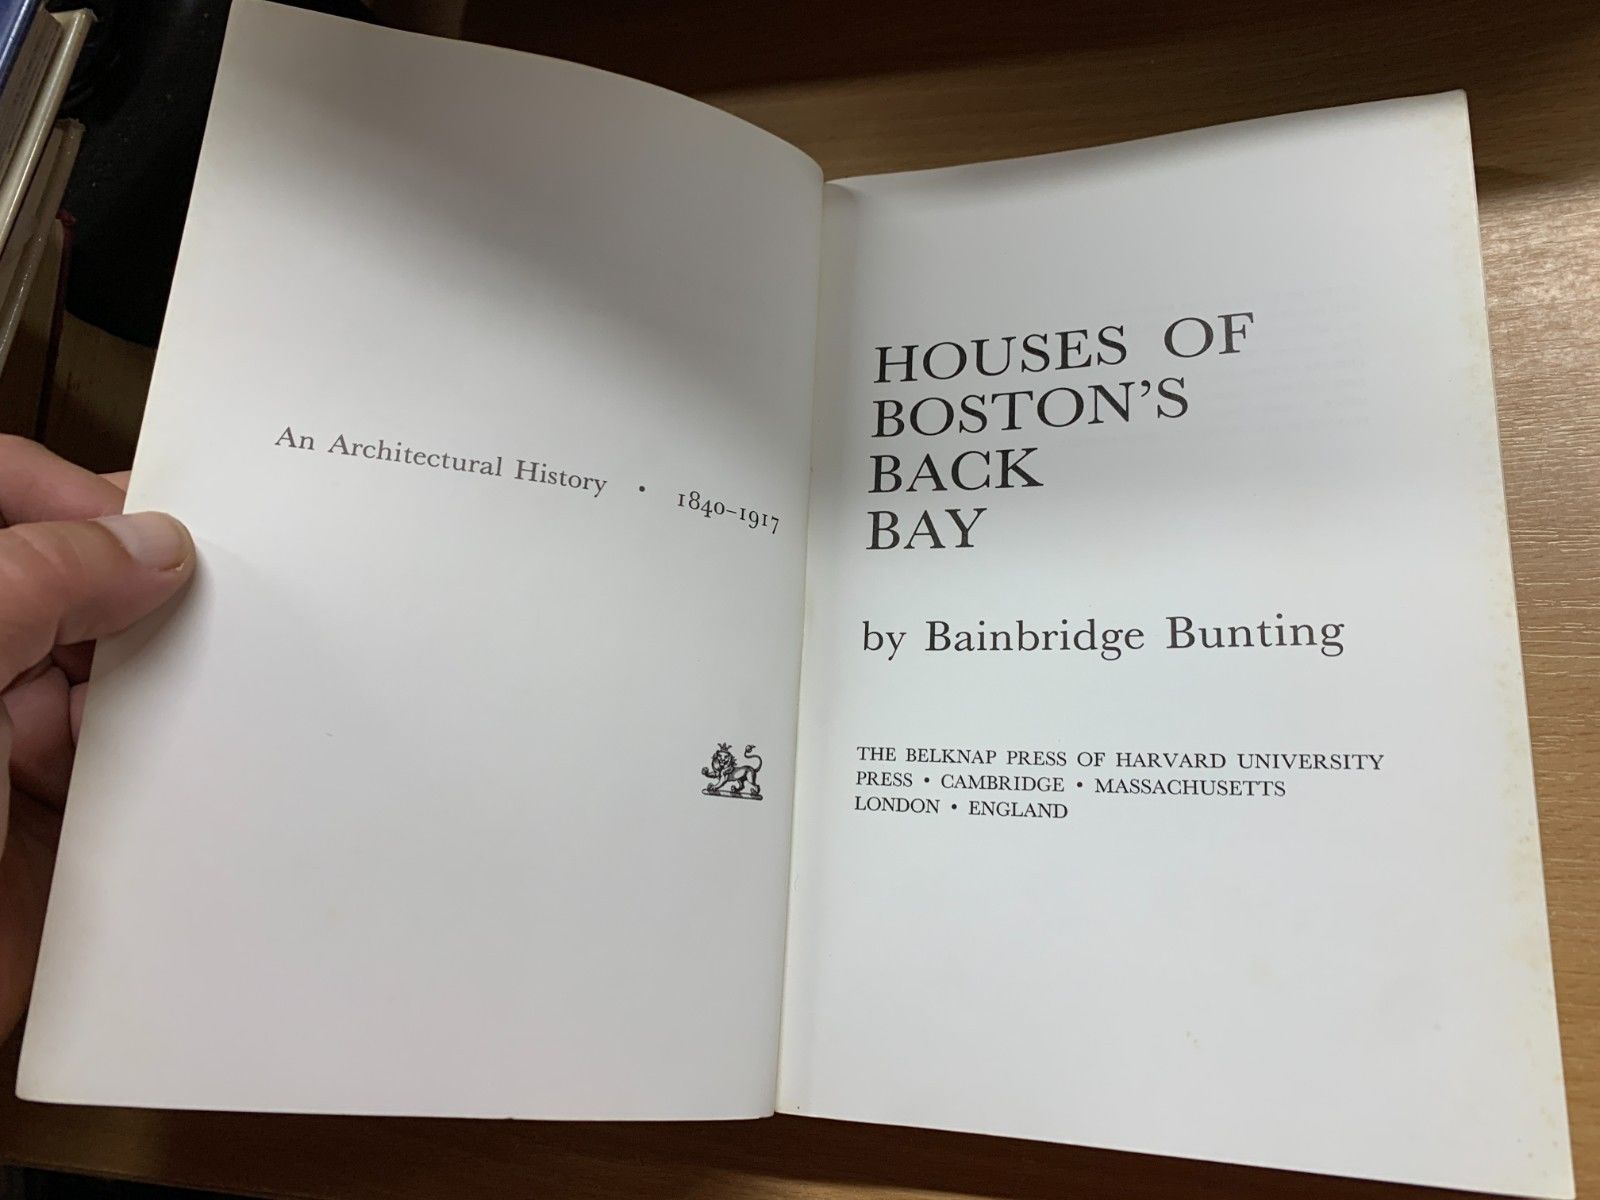 An Architectural History • 1840–1917
HOUSES OF
BOSTON'S
BACK
BAY
by Bainbridge Bunting
THE BELKNAP PRESS OF HARVARD UNIVERSITY
PRESS • CAMBRIDGE • MASSACHUSETTS
LONDON • ENGLAND